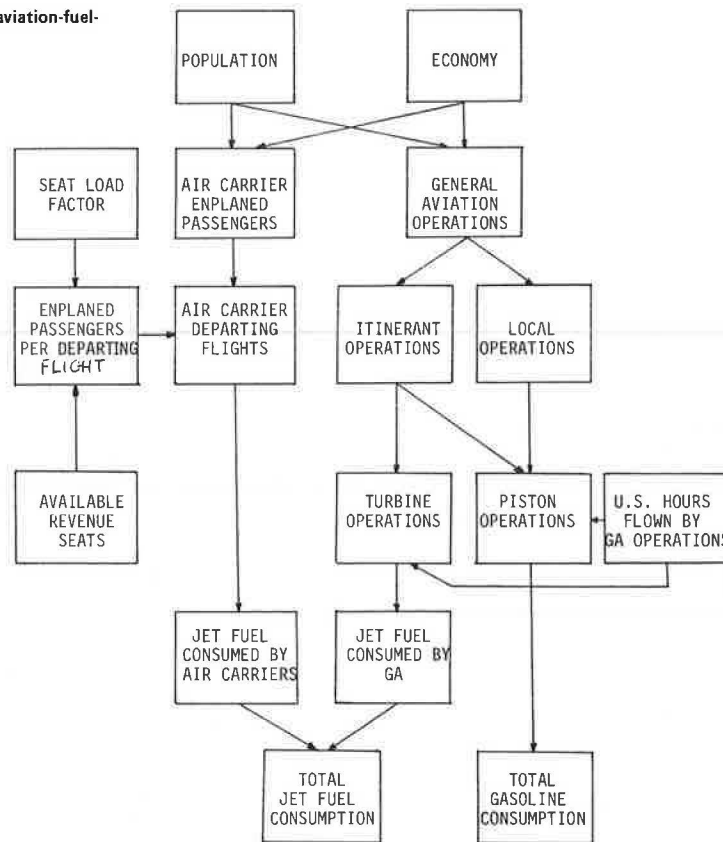 aviation-fuel-
POPULATION
ECONOMY
SEAT LOAD
FACTOR
AIR CARRIER
ENPLANED
PASSENGERS
GENERAL
AVIATION
OPERATIONS
ENPLANED
PASSENGERS
PER DEPARTING
FLIGHT
AIR CARRIER
DEPARTING
FLIGHTS
ITINERANT
OPERATIONS
LOCAL
OPERATIONS
AVAILABLE
REVENUE
SEATS
TURBINE
OPERATIONS
PISTON
OPERATIONS
U.S. HOURS
FLOWN BY
GA OPERATIONS
JET FUEL
CONSUMED BY
AIR CARRIERS
JET FUEL
CONSUMED BY
GA
TOTAL
JET FUEL
CONSUMPTION
TOTAL
GASOLINE
CONSUMPTION